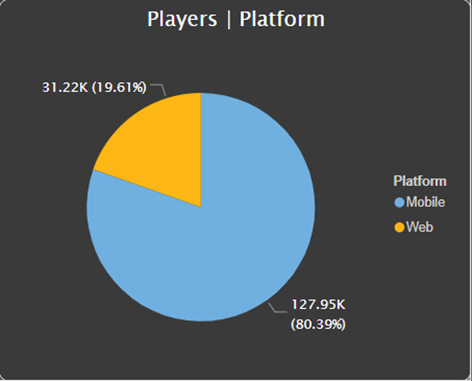 Players | Platform
31.22K (19.61%)
Platform
Mobile
Web
127.95K
(80.39%)